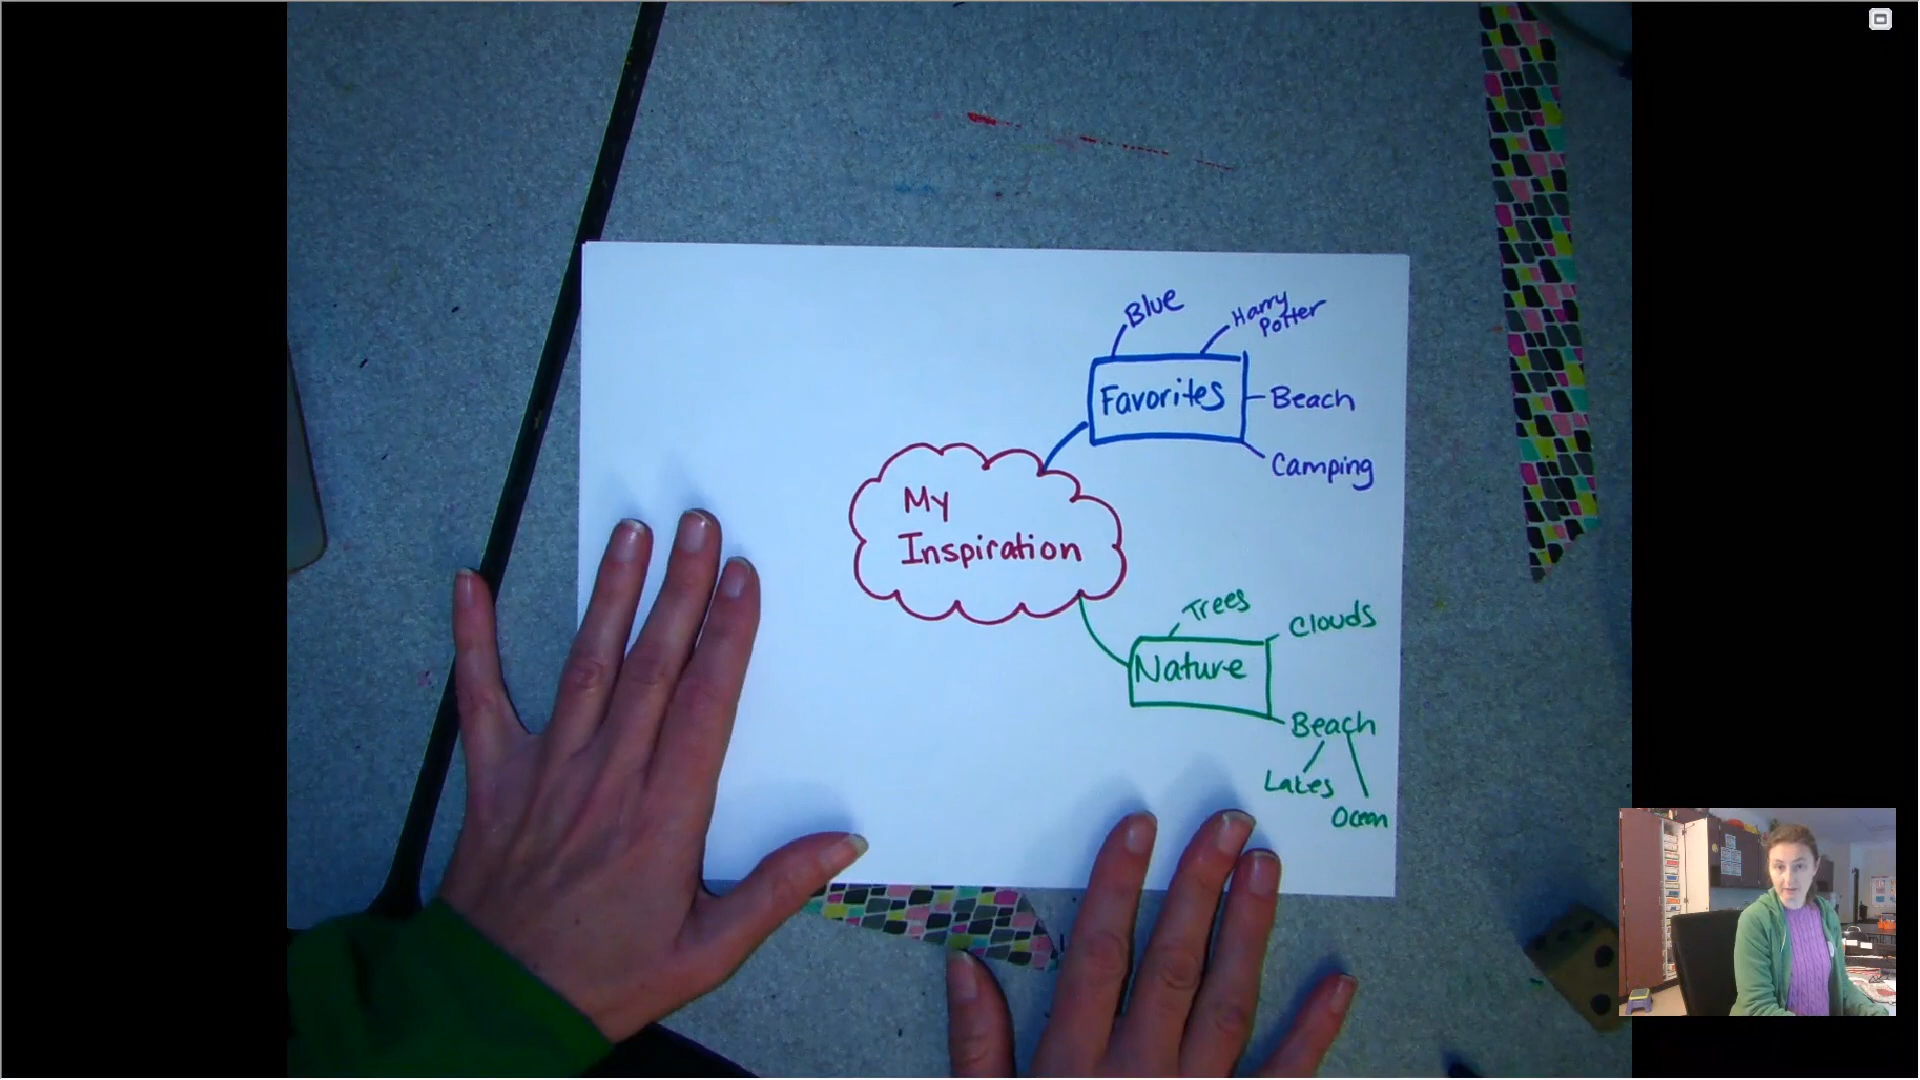 Blue
Harry
Potter
Favorites
Beach
Camping
My
Inspiration
Trees
Clouds
Nature
Beach
Lakes
Ocean